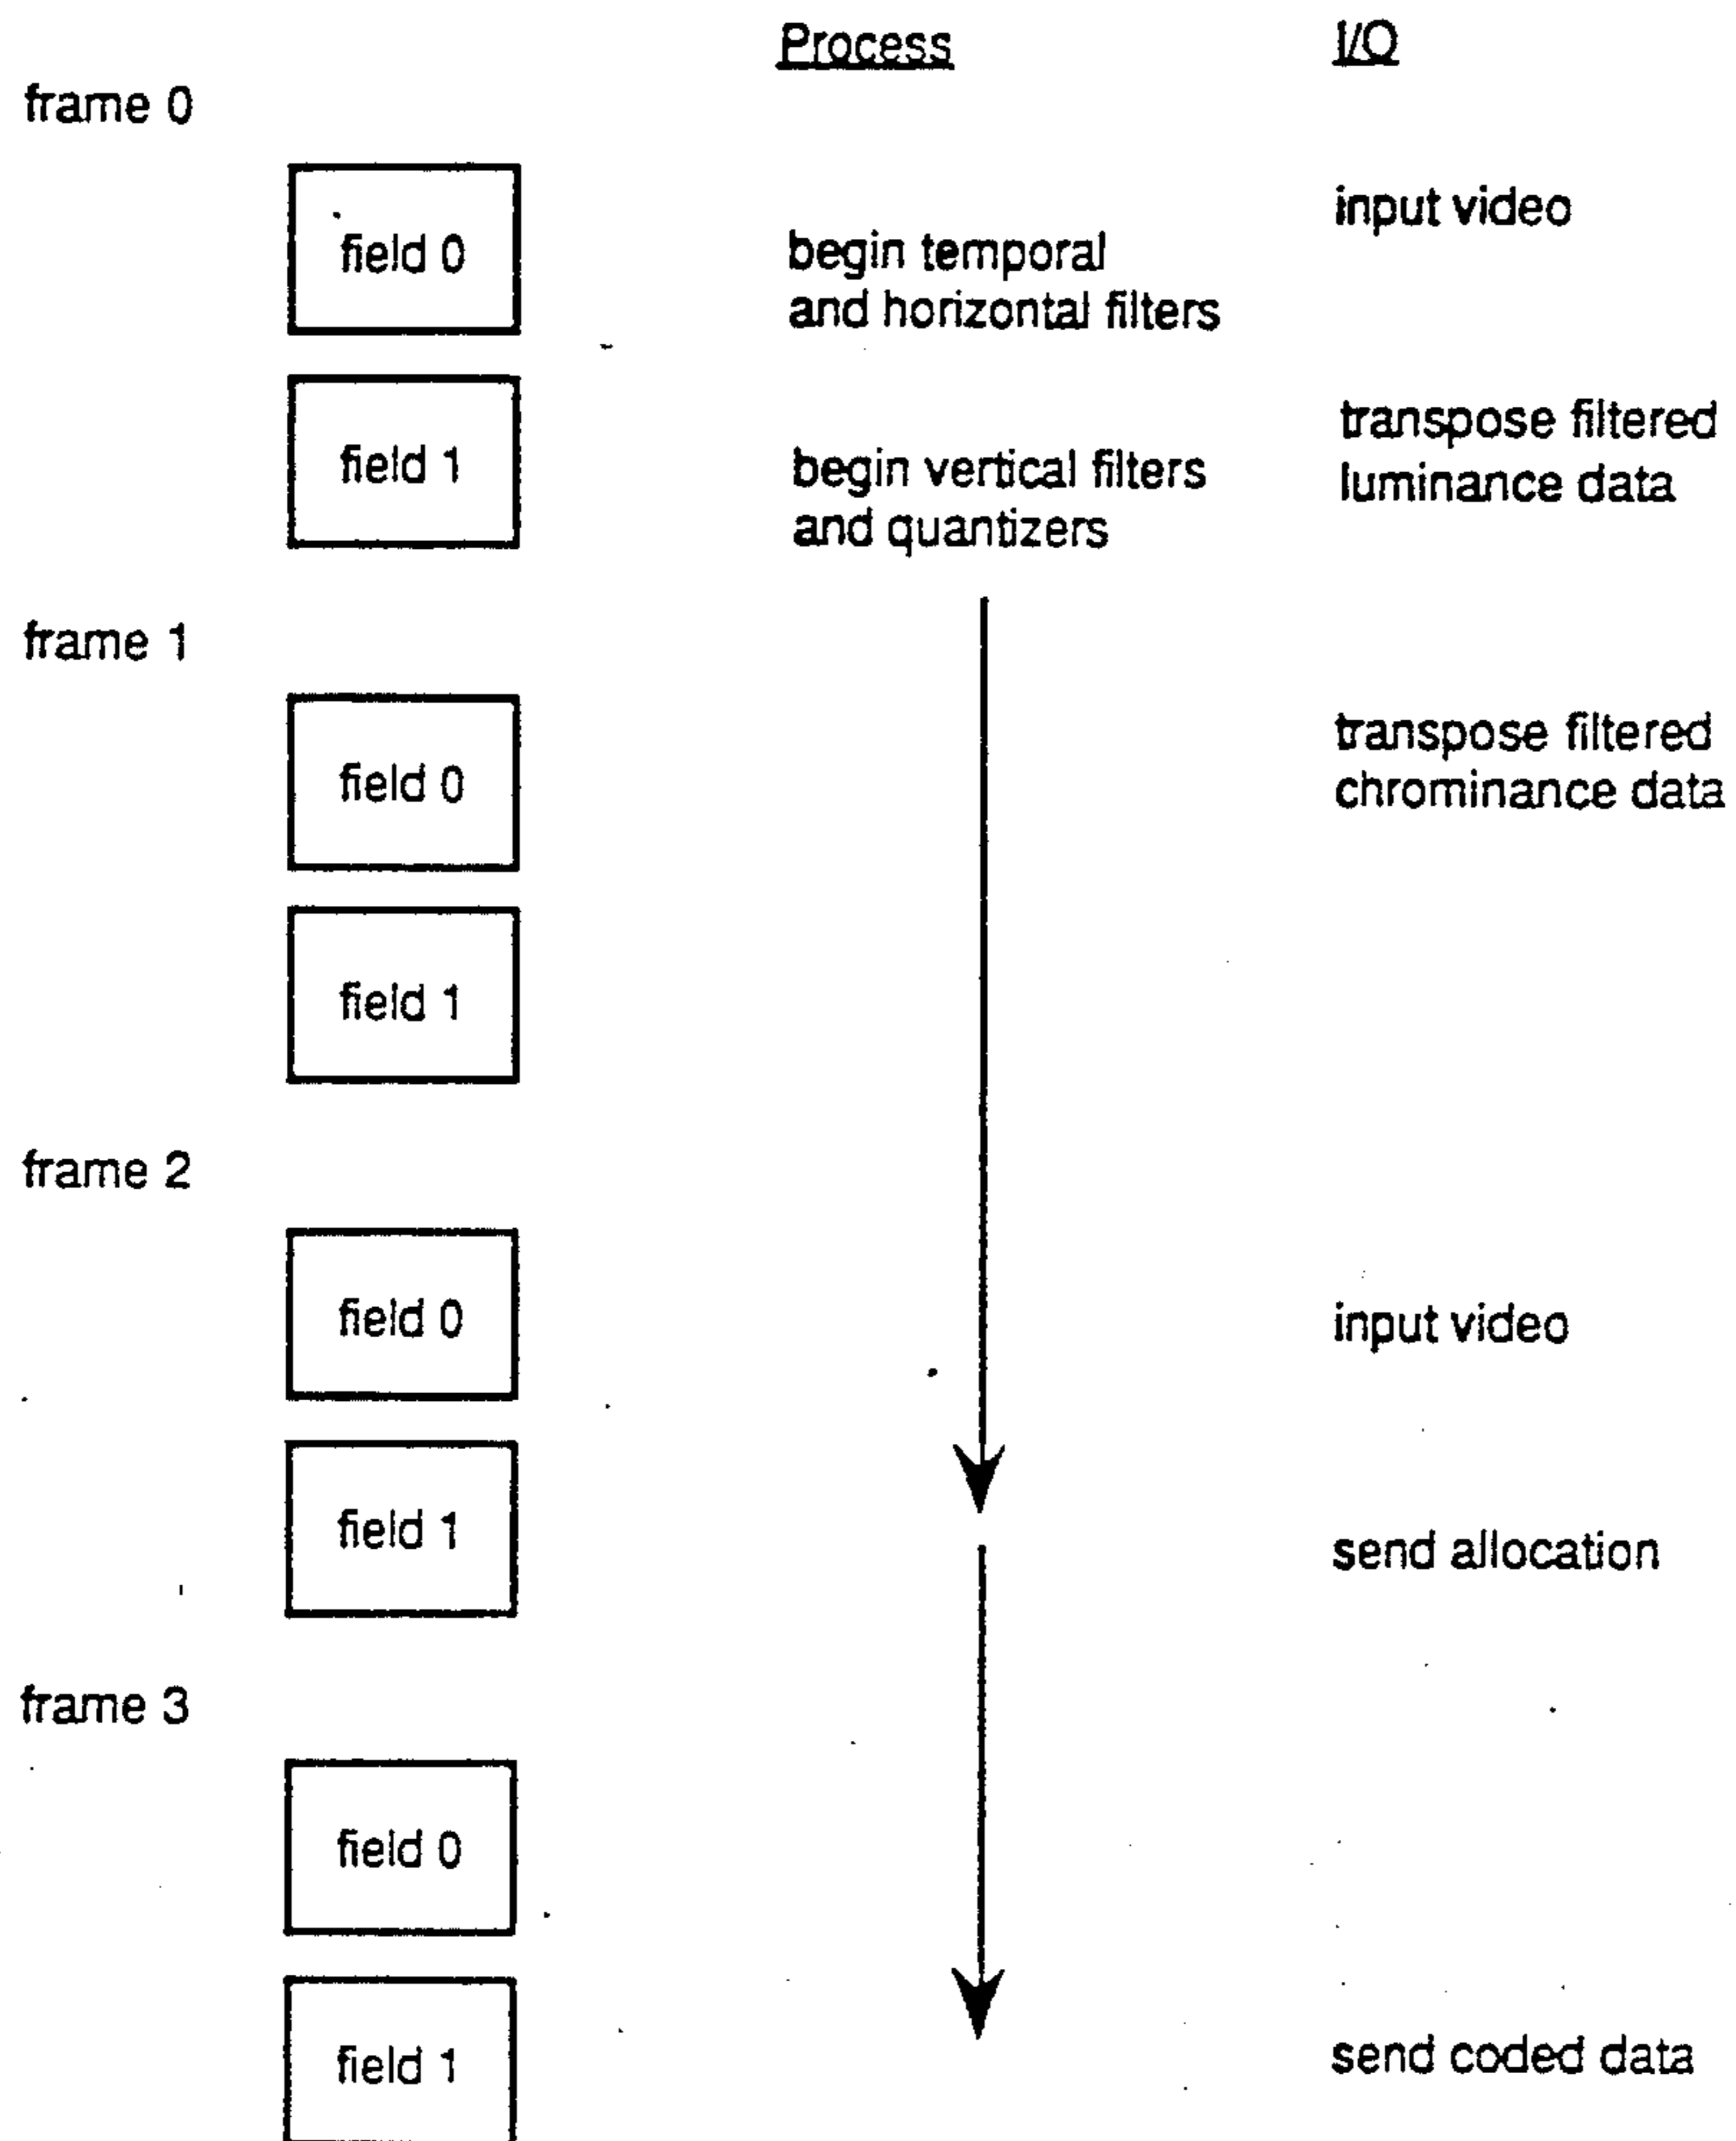 Process
I/O
frame 0
field 0
begin temporal
and horizontal filters
input video
field 1
begin vertical filters
and quantizers
transpose filtered
luminance data
frame 1
field 0
transpose filtered
chrominance data
field 1
frame 2
field 0
input video
field 1
send allocation
frame 3
field 0
field 1
send coded data